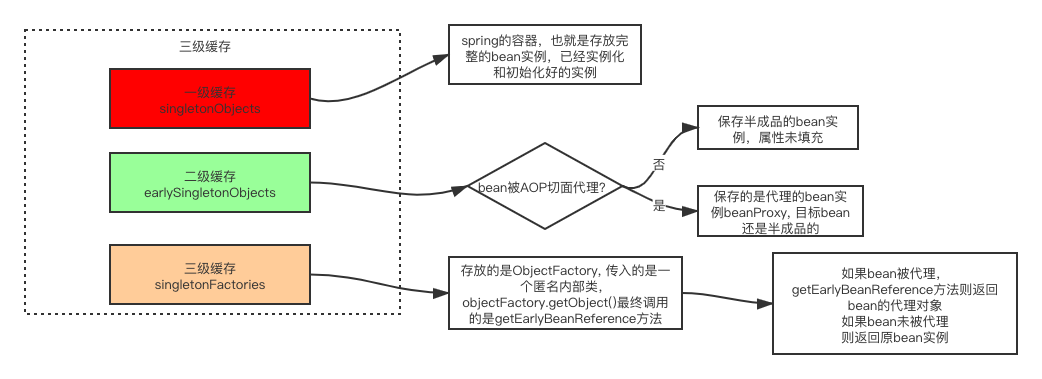 三级缓存
一级缓存
singletonObjects
spring的容器，也就是存放完
整的bean实例，已经实例化
和初始化好的实例
二级缓存
earlySingletonObjects
bean被AOP切面代理?
否
保存半成品的bean实
例，属性未填充
是
保存的是代理的bean实
例beanProxy, 目标bean
还是半成品的
三级缓存
singletonFactories
存放的是ObjectFactory, 传入的是一
个匿名内部类，
objectFactory.getObject()最终调用
的是getEarlyBeanReference方法
如果bean被代理，
getEarlyBeanReference方法则返回
bean的代理对象
如果bean未被代理
则返回原bean实例